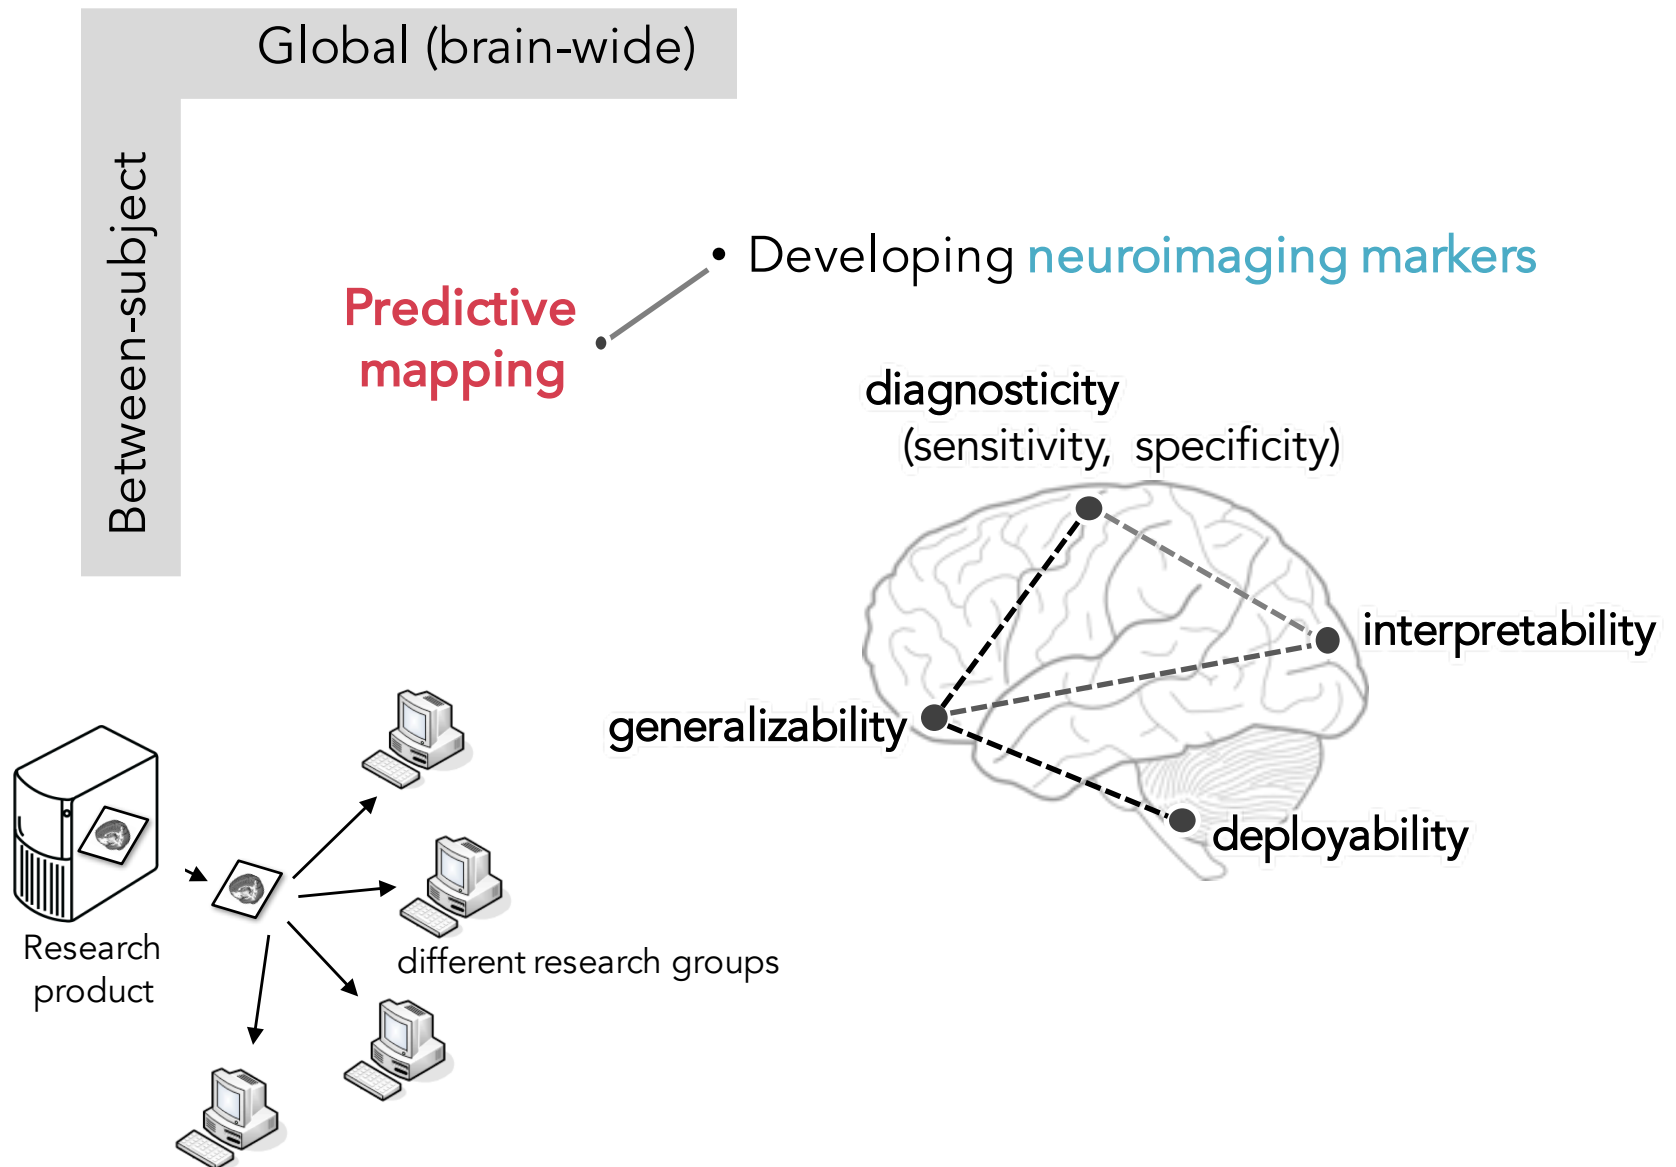 Global (brain-wide)
Between-subject
• Developing neuroimaging markers
Predictive
mapping
diagnosticity
(sensitivity, specificity)
interpretability
generalizability
deployability
Research
product
different research groups